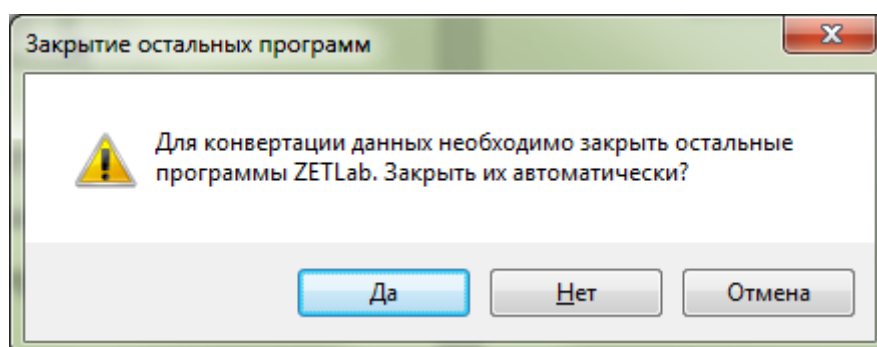 Закрытие остальных программ
Для конвертации данных необходимо закрыть остальные
программы ZETLab. Закрыть их автоматически?
Да
Нет
Отмена